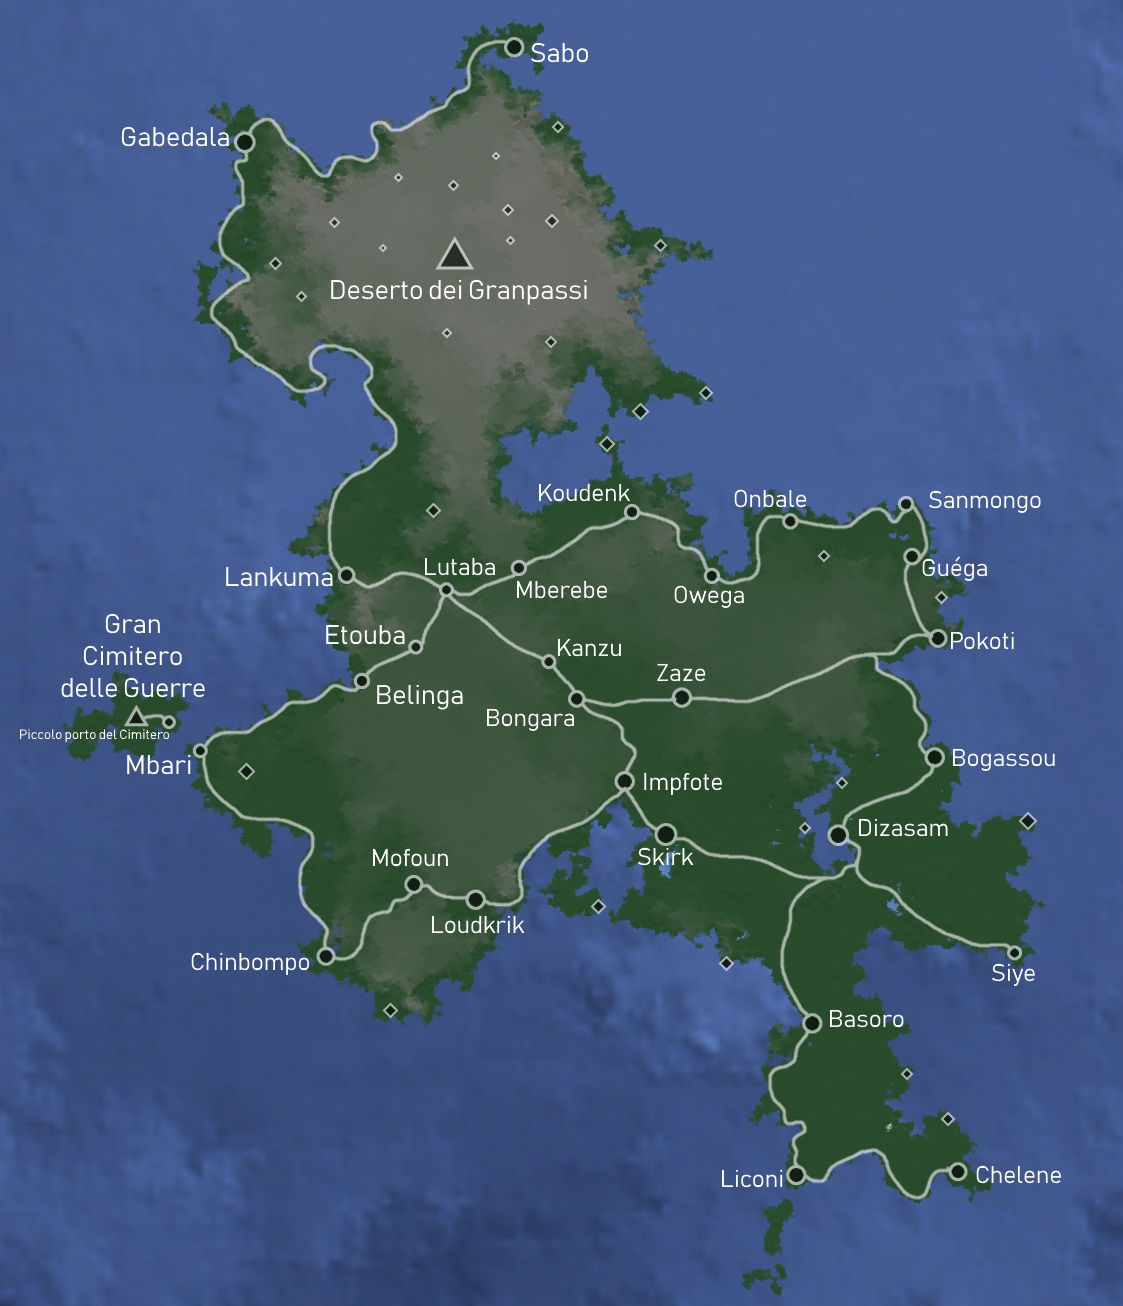 Sabo
Gabedala
Deserto dei Granpassi
Koudenk
Onbale
Sanmongo
Lutaba
Guéga
Lankuma
Mberebe
Owega
Gran
Cimitero
delle Guerre
Piccolo porto del Cimitero
Etouba
Kanzu
Pokoti
Zaze
Belinga
Bongara
Mbari
Bogassou
Impfote
Dizasam
Mofoun
Skirk
Loudkrik
Chinbompo
Siye
Basoro
Liconi
Chelene